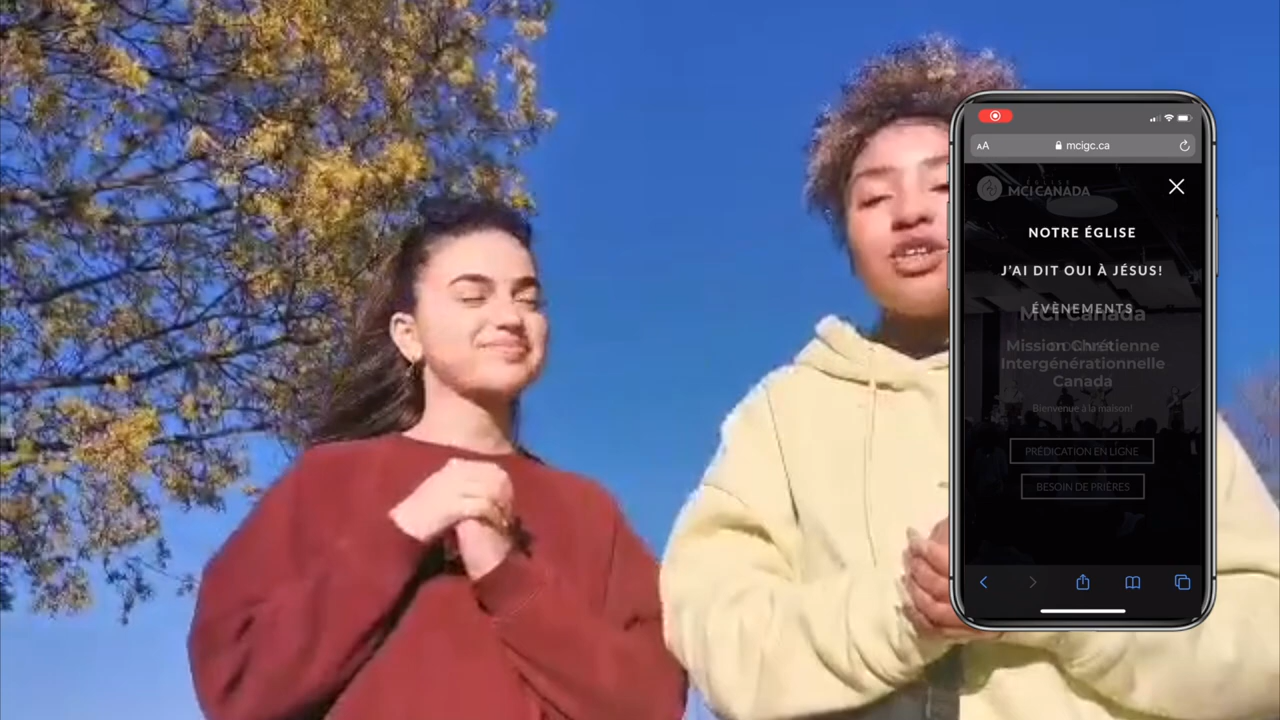 AA
mcigc.ca
MCI CANADA
NOTRE ÉGLISE
J'AI DIT OUI À JÉSUS!
ÉVÈNEMENTS
MCI Canada
Mission Chrétienne
Intergénérationnelle
Canada
Bienvenue à la maison!
PRÉDICATION EN LIGNE
BESOIN DE PRIÈRES